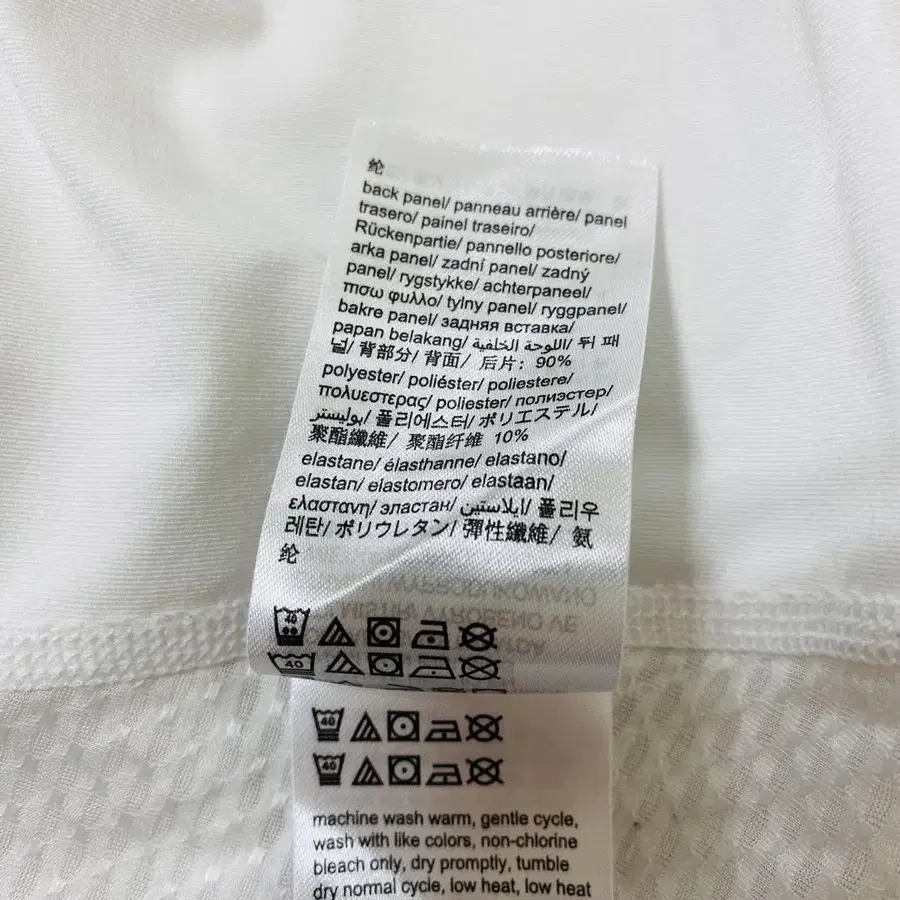 纶
back panel/ panneau arrière/ panel
trasero/ painel traseiro/
Rückenpartie/ pannello posteriore/
arka panel/ zadní panel/ zadný
panel/ rygstykke/ achterpaneel/
πισω φυλλο/ tylny panel/ ryggpanel/
bakre panel/ задняя вставка/
papan belakang/ اللوحة الخلفية/ 뒤 패
널/ 背部分/ 背面/ 后片: 90%
polyester/ poliéster/ poliestere/
πολυεστερας/ poliester/ полиэстер/
بوليستر/ 폴리에스터/ ポリエステル/
聚酯纖維/ 聚酯纤维 10%
elastane/ élasthanne/ elastano/
elastan/ elastomero/ elastaan/
ελαστανη/ эластан/ ايلاستين/ 폴리우
레탄/ ポリウレタン/ 彈性纖維/ 氨
纶
WYPRODUKOWANO
VYROBENO VE
40
40
40
40
machine wash warm, gentle cycle,
wash with like colors, non-chlorine
bleach only, dry promptly, tumble
dry normal cycle, low heat, low heat